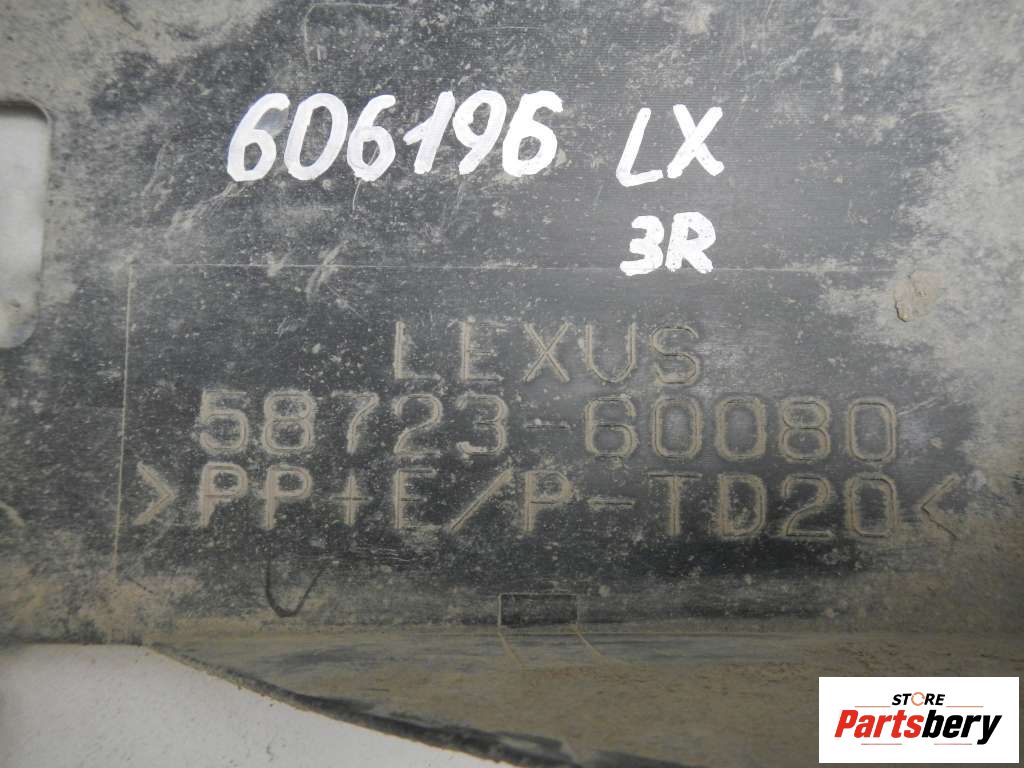 606196 LX
3R
LEXUS
58723-60080
>PP+E/P-TD20<
STORE
Partsbery